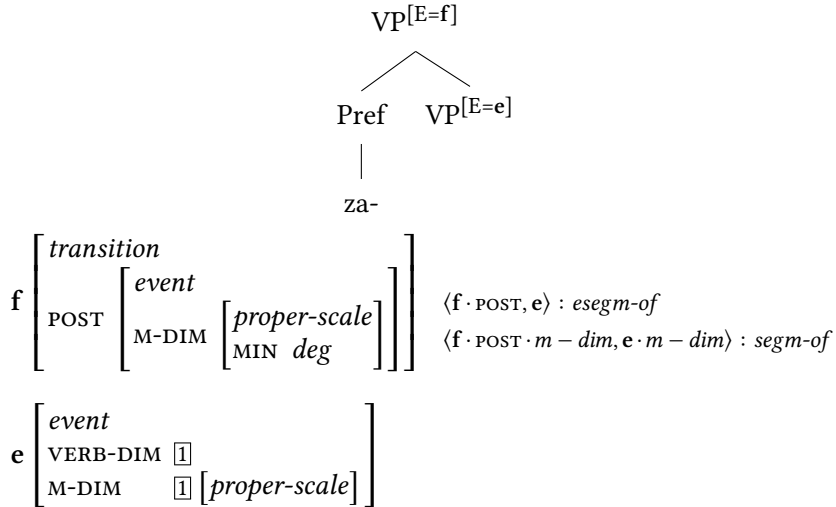 VP[E=f]
Pref VP[E=e]
za-
f [transition
POST [event
M-DIM [proper-scale
MIN deg]]]
⟨f · POST, e⟩ : esegm-of
⟨f · POST · m − dim, e · m − dim⟩ : segm-of
e [event
VERB-DIM 1
M-DIM 1 [proper-scale]]